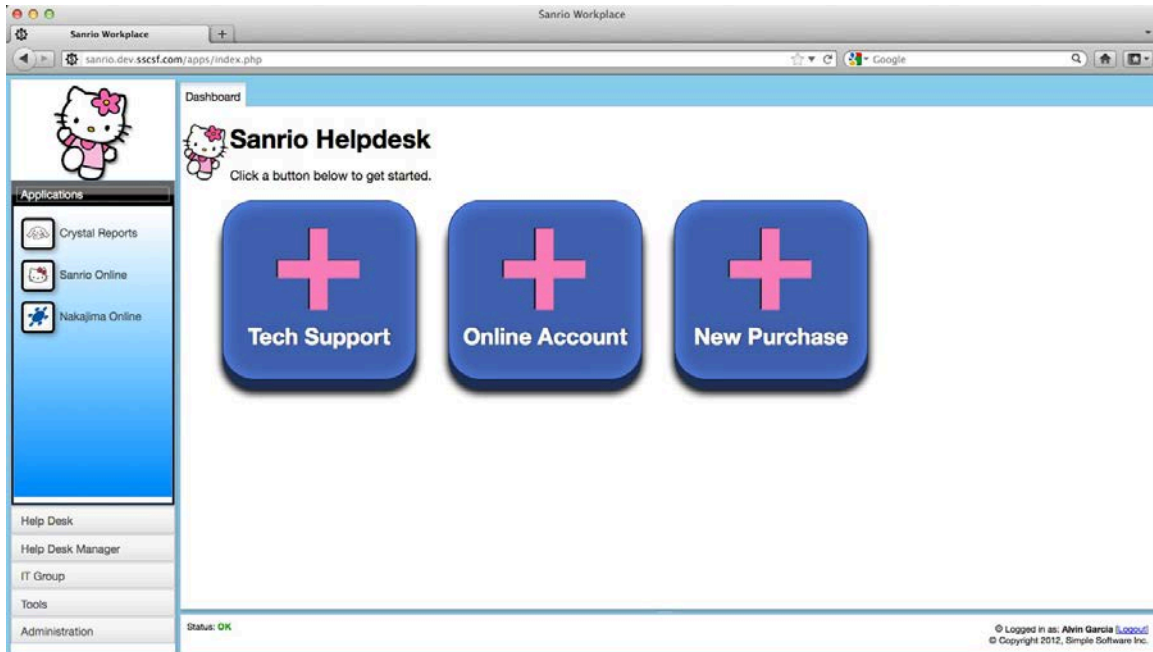 Sanrio Workplace
Sanrio Workplace
sanrio.dev.sscsf.com/apps/index.php
Google
Dashboard
Sanrio Helpdesk
Click a button below to get started.
Applications
Crystal Reports
Sanrio Online
Nakajima Online
Tech Support
Online Account
New Purchase
Help Desk
Help Desk Manager
IT Group
Tools
Administration
Status: OK
Logged in as: Alvin Garcia [Logout]
© Copyright 2012, Simple Software Inc.